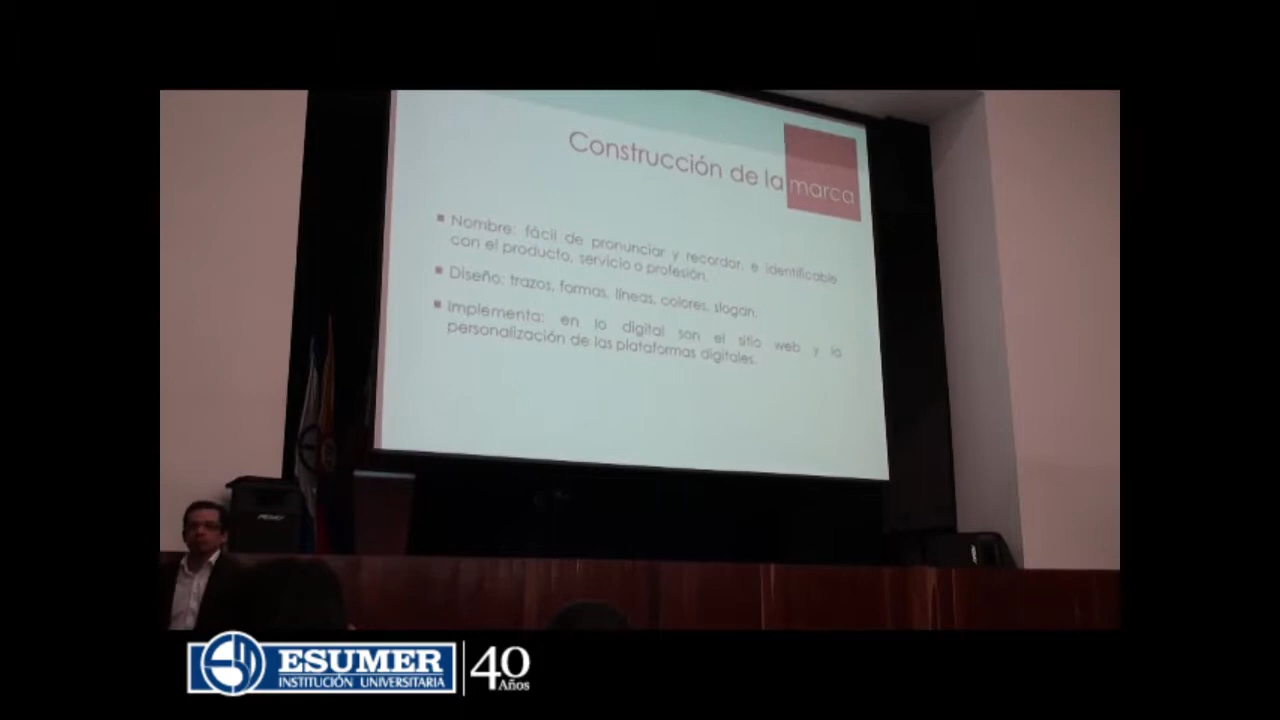 Construcción de la marca
▪ Nombre: fácil de pronunciar y recordar, e identificable
con el producto, servicio o profesión.
▪ Diseño: trazos, formas, líneas, colores, slogan.
▪ Implementa: en lo digital son el sitio web y la
personalización de las plataformas digitales.
PEAVEY
ESUMER
INSTITUCIÓN UNIVERSITARIA
40
Años